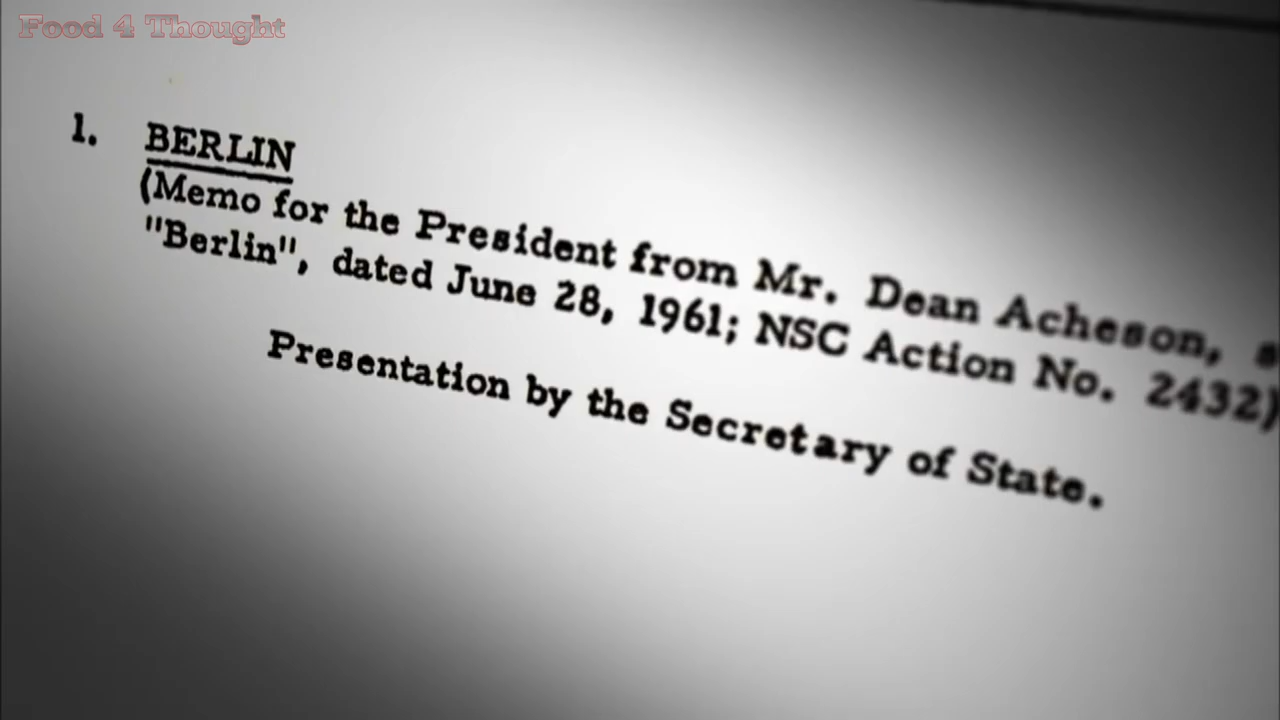 Food 4 Thought
1. BERLIN
(Memo for the President from Mr. Dean Acheson,
"Berlin", dated June 28, 1961; NSC Action No. 2432)
Presentation by the Secretary of State.